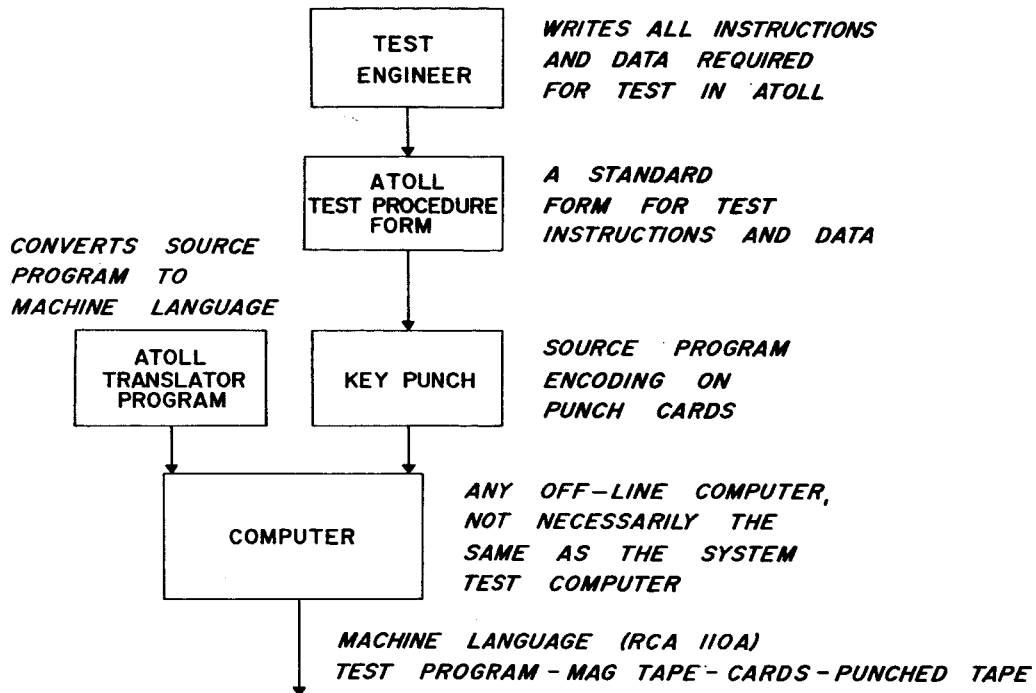 TEST
ENGINEER
WRITES ALL INSTRUCTIONS
AND DATA REQUIRED
FOR TEST IN ATOLL
ATOLL
TEST PROCEDURE
FORM
A STANDARD
FORM FOR TEST
INSTRUCTIONS AND DATA
CONVERTS SOURCE
PROGRAM TO
MACHINE LANGUAGE
ATOLL
TRANSLATOR
PROGRAM
KEY PUNCH
SOURCE PROGRAM
ENCODING ON
PUNCH CARDS
COMPUTER
ANY OFF-LINE COMPUTER,
NOT NECESSARILY THE
SAME AS THE SYSTEM
TEST COMPUTER
MACHINE LANGUAGE (RCA 110A)
TEST PROGRAM - MAG TAPE - CARDS - PUNCHED TAPE